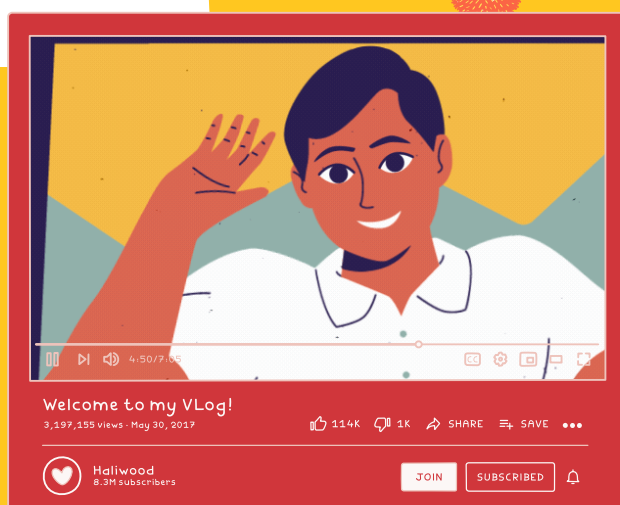 CC
4:50/7:05
Welcome to my VLog!
3,197,155 views · May 30, 2017
114K
1K
SHARE
SAVE
Haliwood
8.3M subscribers
JOIN
SUBSCRIBED